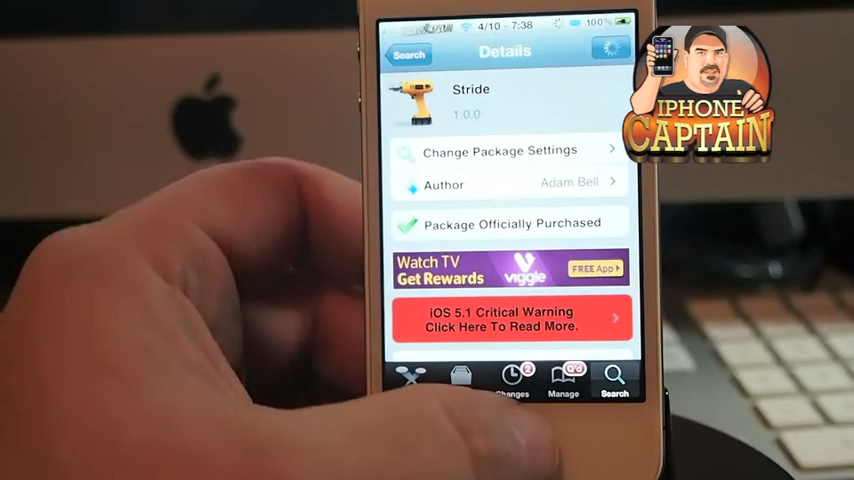 4/10 - 7:38
100%
Search
Details
Stride
1.0.0
Change Package Settings
Author
Adam Bell
Package Officially Purchased
Watch TV
Get Rewards
viggle
FREE App
iOS 5.1 Critical Warning
Click Here To Read More.
2
Q'd
Changes
Manage
Search
IPHONE
CAPTAIN